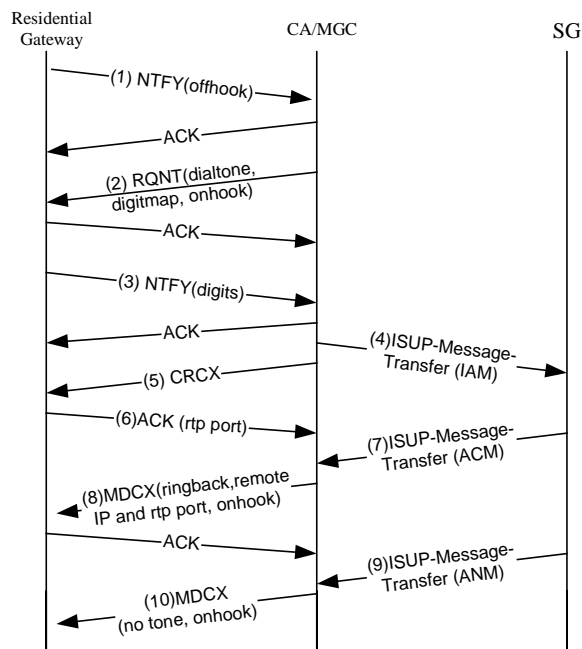 Residential
Gateway
CA/MGC
SG
(1) NTFY(offhook)
ACK
(2) RQNT(dialtone,
digitmap, onhook)
ACK
(3) NTFY(digits)
ACK
(4)ISUP-Message-
Transfer (IAM)
(5) CRCX
(6)ACK (rtp port)
(7)ISUP-Message-
Transfer (ACM)
(8)MDCX(ringback,remote
IP and rtp port, onhook)
ACK
(9)ISUP-Message-
Transfer (ANM)
(10)MDCX
(no tone, onhook)